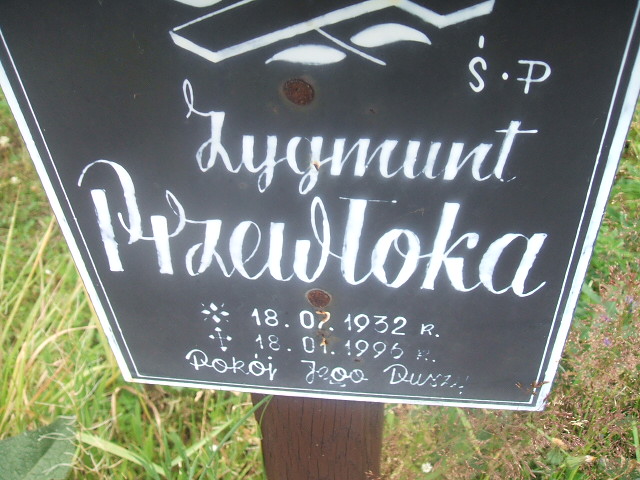 Ś.P
Zygmunt
Przewłoka
18.07.1932 R.
18.01.1996 R.
Pokój Jego Duszy